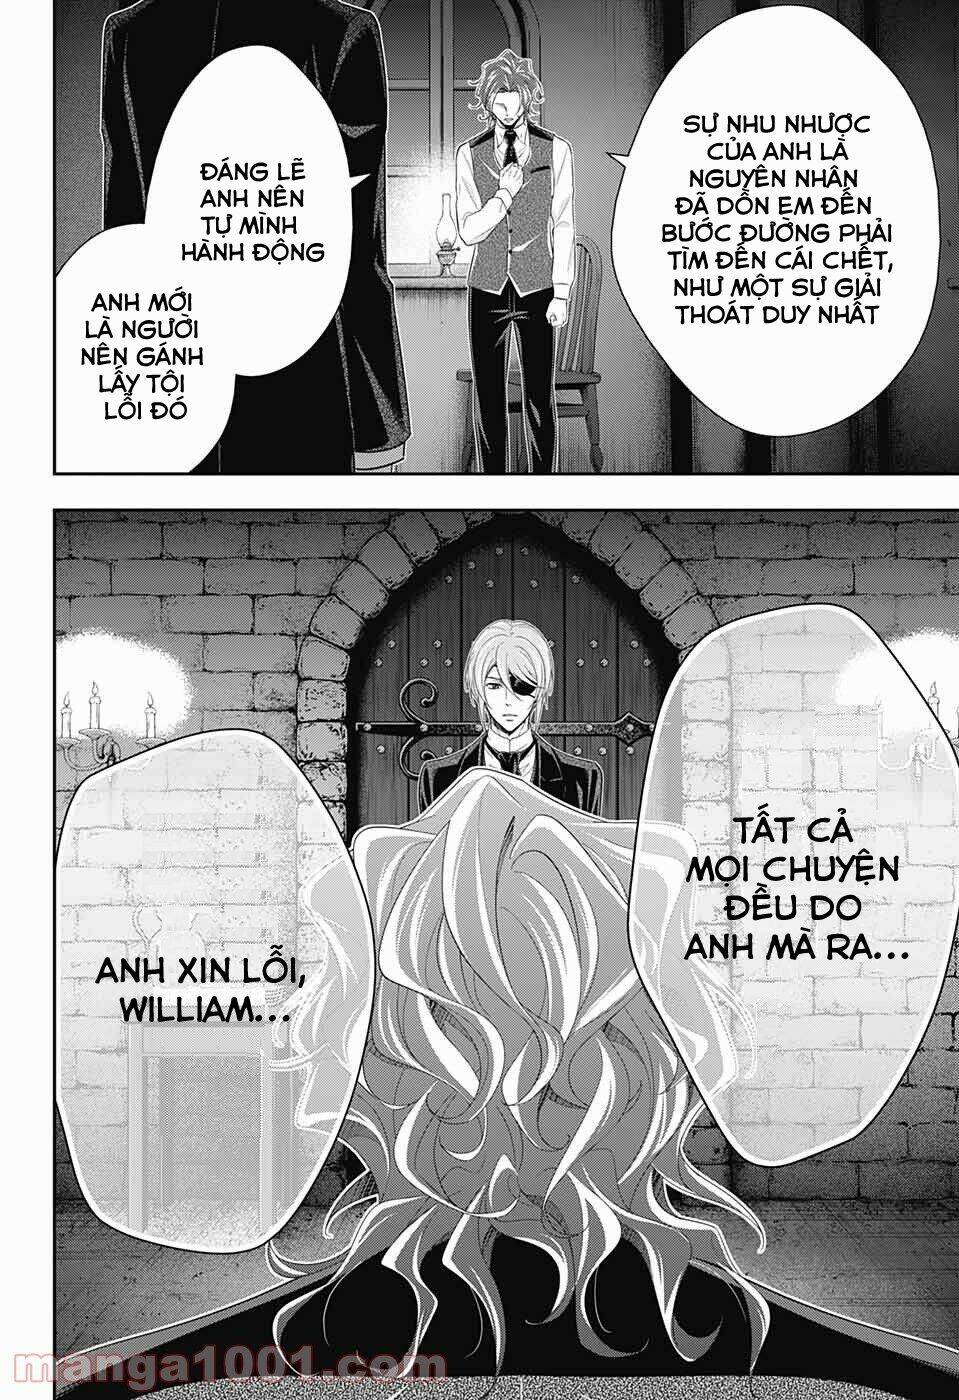 SỰ NHU NHƯỢC
CỦA ANH LÀ
NGUYÊN NHÂN
ĐÃ DỒN EM ĐẾN
BƯỚC ĐƯỜNG PHẢI
TÌM ĐẾN CÁI CHẾT,
NHƯ MỘT SỰ GIẢI
THOÁT DUY NHẤT
ĐÁNG LẼ
ANH NÊN
TỰ MÌNH
HÀNH ĐỘNG
ANH MỚI
LÀ NGƯỜI
NÊN GÁNH
LẤY TỘI
LỖI ĐÓ
TẤT CẢ
MỌI CHUYỆN
ĐỀU DO
ANH MÀ RA...
ANH XIN LỖI,
WILLIAM...
manga1001.com